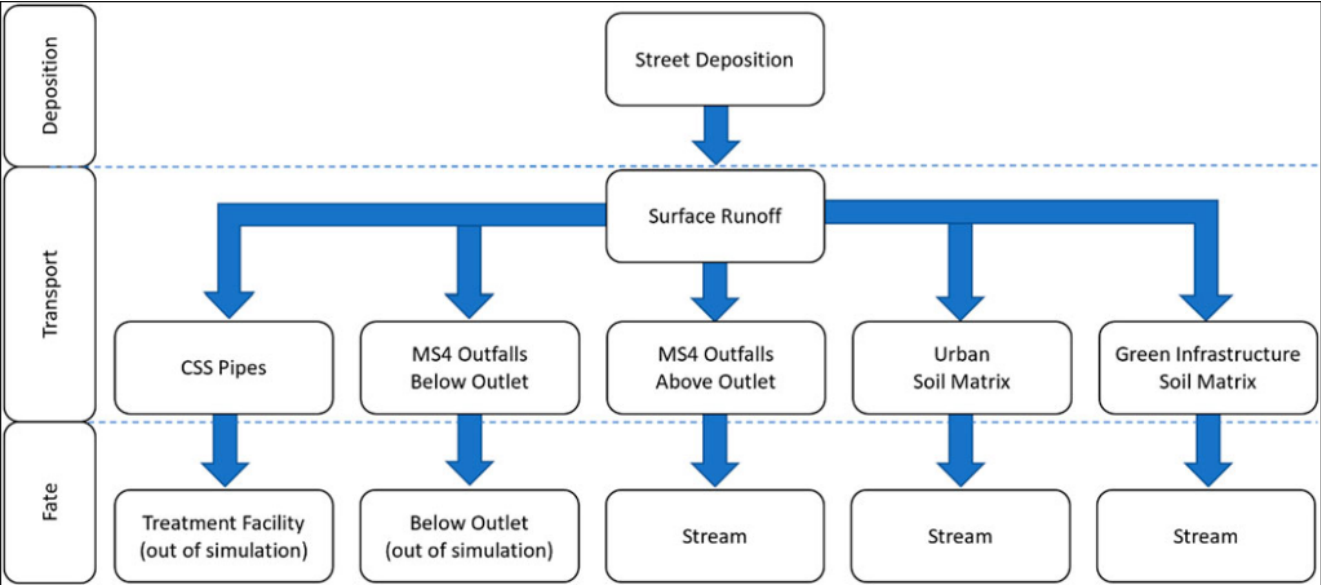 Deposition
Street Deposition
Transport
Surface Runoff
CSS Pipes
MS4 Outfalls
Below Outlet
MS4 Outfalls
Above Outlet
Urban
Soil Matrix
Green Infrastructure
Soil Matrix
Fate
Treatment Facility
(out of simulation)
Below Outlet
(out of simulation)
Stream
Stream
Stream